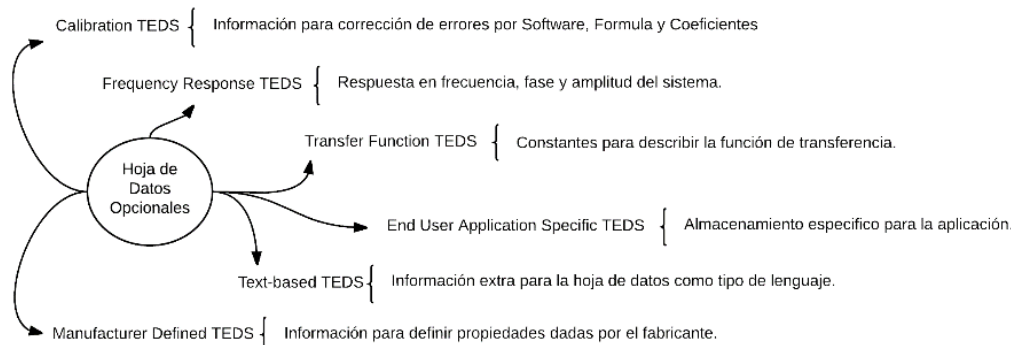 Calibration TEDS { Información para corrección de errores por Software, Formula y Coeficientes
Frequency Response TEDS { Respuesta en frecuencia, fase y amplitud del sistema.
Transfer Function TEDS { Constantes para describir la función de transferencia.
Hoja de
Datos
Opcionales
End User Application Specific TEDS { Almacenamiento especifico para la aplicación.
Text-based TEDS { Información extra para la hoja de datos como tipo de lenguaje.
Manufacturer Defined TEDS { Información para definir propiedades dadas por el fabricante.